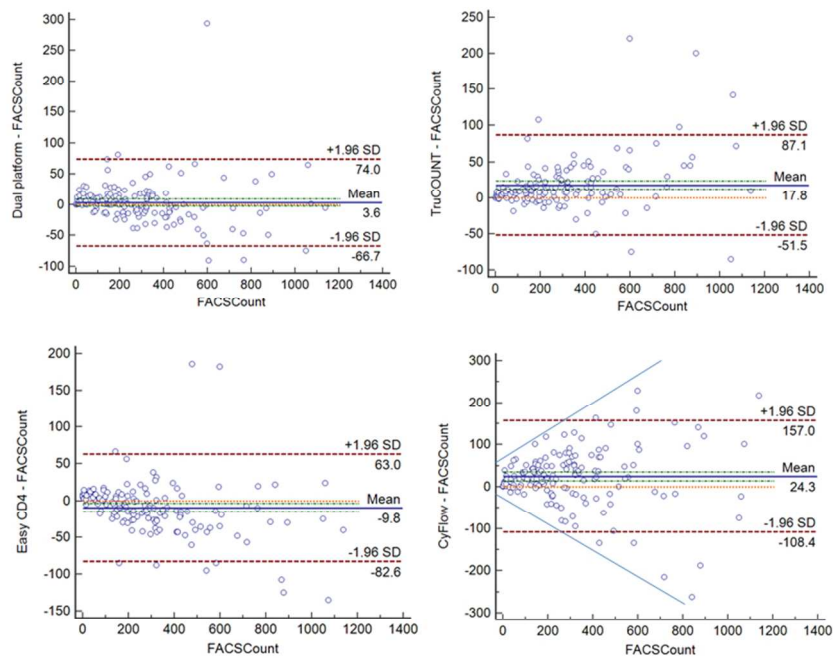 300
250
200
150
100
50
0
-50
-100
Dual platform - FACSCount
+1.96 SD
74.0
Mean
3.6
-1.96 SD
-66.7
0 200 400 600 800 1000 1200 1400
FACSCount
250
200
150
100
50
0
-50
-100
TruCOUNT - FACSCount
+1.96 SD
87.1
Mean
17.8
-1.96 SD
-51.5
0 200 400 600 800 1000 1200 1400
FACSCount
200
150
100
50
0
-50
-100
-150
Easy CD4 - FACSCount
+1.96 SD
63.0
Mean
-9.8
-1.96 SD
-82.6
0 200 400 600 800 1000 1200 1400
FACSCount
300
200
100
0
-100
-200
-300
CyFlow - FACSCount
+1.96 SD
157.0
Mean
24.3
-1.96 SD
-108.4
0 200 400 600 800 1000 1200 1400
FACSCount